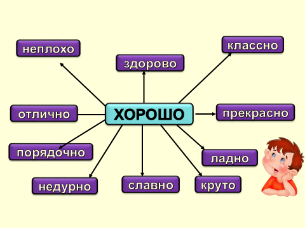 неплохо
здорово
классно
отлично
ХОРОШО
прекрасно
порядочно
ладно
недурно
славно
круто